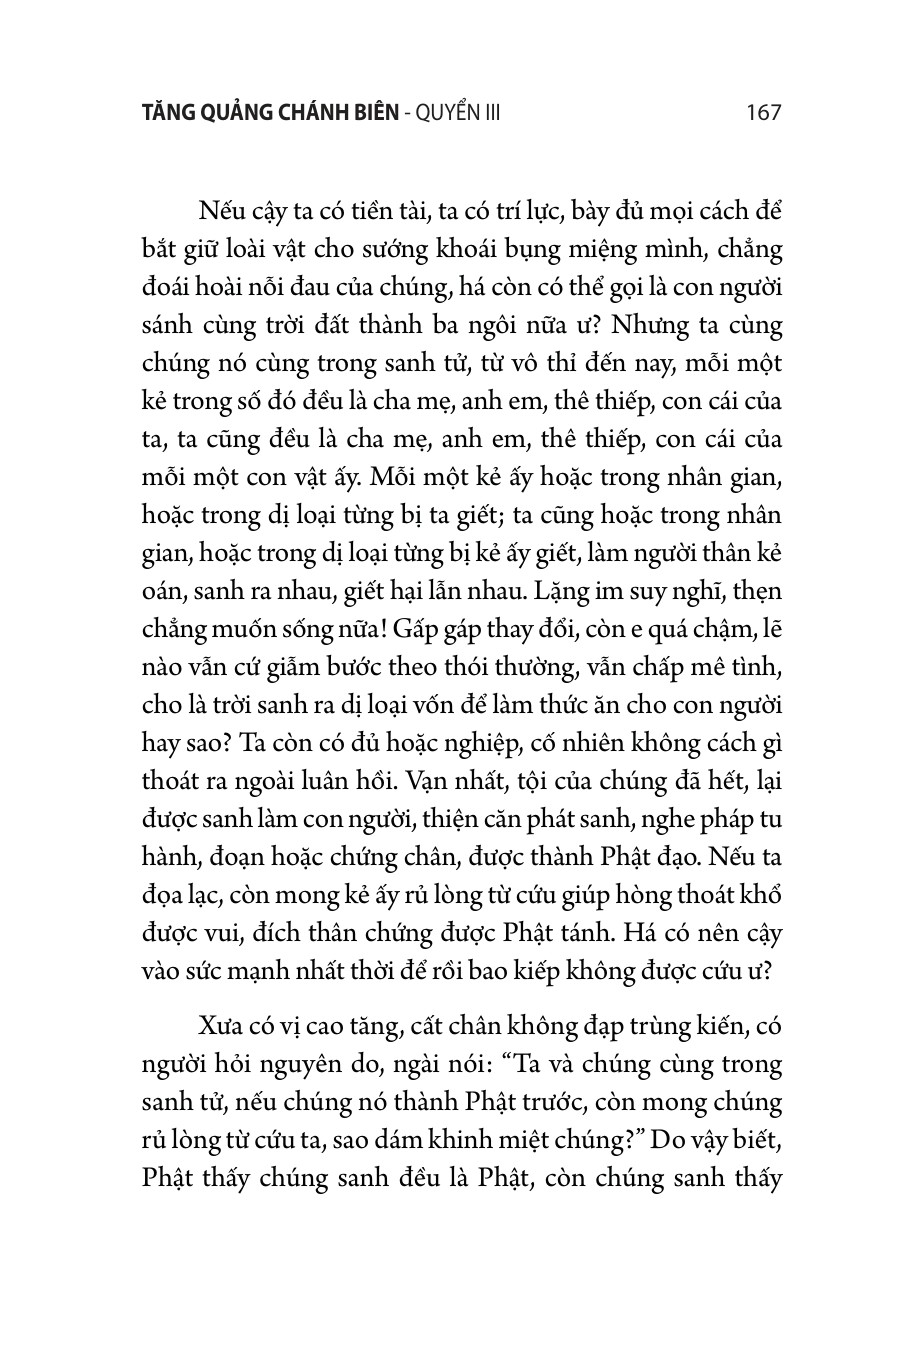 TĂNG QUẢNG CHÁNH BIÊN - QUYỂN III 167
Nếu cậy ta có tiền tài, ta có trí lực, bày đủ mọi cách để
bắt giữ loài vật cho sướng khoái bụng miệng mình, chẳng
đoái hoài nỗi đau của chúng, há còn có thể gọi là con người
sánh cùng trời đất thành ba ngôi nữa ư? Nhưng ta cùng
chúng nó cùng trong sanh tử, từ vô thỉ đến nay, mỗi một
kẻ trong số đó đều là cha mẹ, anh em, thê thiếp, con cái của
ta, ta cũng đều là cha mẹ, anh em, thê thiếp, con cái của
mỗi một con vật ấy. Mỗi một kẻ ấy hoặc trong nhân gian,
hoặc trong dị loại từng bị ta giết; ta cũng hoặc trong nhân
gian, hoặc trong dị loại từng bị kẻ ấy giết, làm người thân kẻ
oán, sanh ra nhau, giết hại lẫn nhau. Lặng im suy nghĩ, thẹn
chẳng muốn sống nữa! Gấp gáp thay đổi, còn e quá chậm, lẽ
nào vẫn cứ giẫm bước theo thói thường, vẫn chấp mê tình,
cho là trời sanh ra dị loại vốn để làm thức ăn cho con người
hay sao? Ta còn có đủ hoặc nghiệp, cố nhiên không cách gì
thoát ra ngoài luân hồi. Vạn nhất, tội của chúng đã hết, lại
được sanh làm con người, thiện căn phát sanh, nghe pháp tu
hành, đoạn hoặc chứng chân, được thành Phật đạo. Nếu ta
đọa lạc, còn mong kẻ ấy rủ lòng từ cứu giúp hòng thoát khổ
được vui, đích thân chứng được Phật tánh. Há có nên cậy
vào sức mạnh nhất thời để rồi bao kiếp không được cứu ư?
Xưa có vị cao tăng, cất chân không đạp trùng kiến, có
người hỏi nguyên do, ngài nói: “Ta và chúng cùng trong
sanh tử, nếu chúng nó thành Phật trước, còn mong chúng
rủ lòng từ cứu ta, sao dám khinh miệt chúng?” Do vậy biết,
Phật thấy chúng sanh đều là Phật, còn chúng sanh thấy